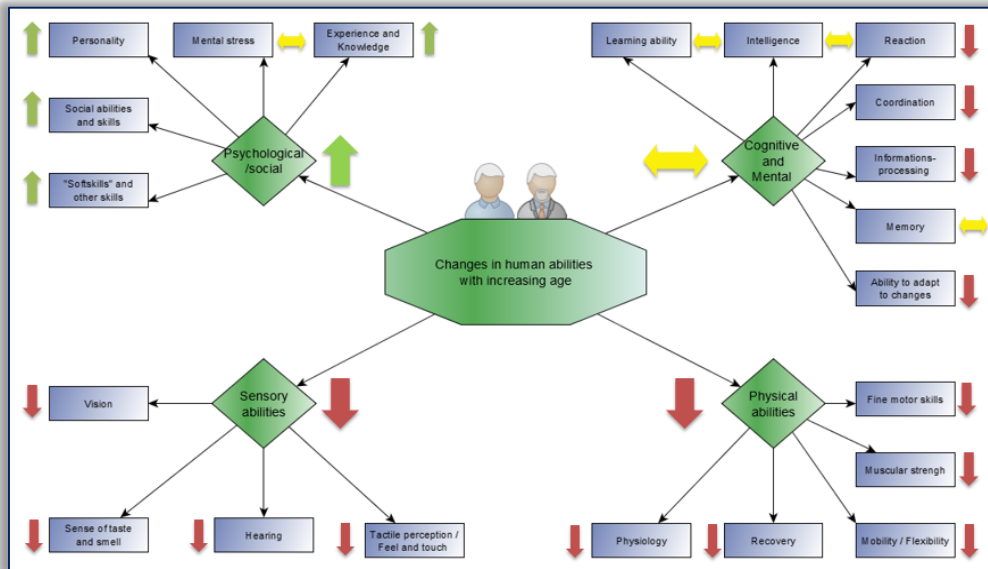 Personality
Mental stress
Experience and
Knowledge
Learning ability
Intelligence
Reaction
Social abilities
and skills
Coordination
Psychological
/social
Cognitive
and
Mental
Informations-
processing
"Softskills" and
other skills
Memory
Changes in human abilities
with increasing age
Ability to adapt
to changes
Vision
Sensory
abilities
Physical
abilities
Fine motor skills
Muscular strengh
Sense of taste
and smell
Hearing
Tactile perception /
Feel and touch
Physiology
Recovery
Mobility / Flexibility